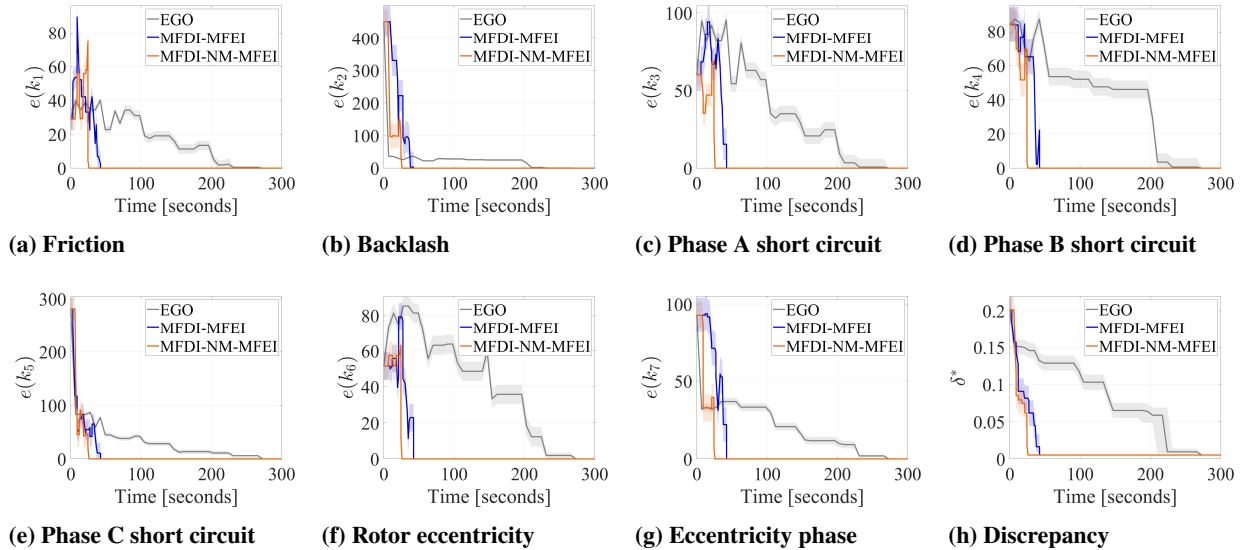 EGO
MFDI-MFEI
MFDI-NM-MFEI
e(k₁)
60
40
20
0
0 100 200 300
Time [seconds]
(a) Friction
EGO
MFDI-MFEI
MFDI-NM-MFEI
e(k₂)
400
300
200
100
0
0 100 200 300
Time [seconds]
(b) Backlash
EGO
MFDI-MFEI
MFDI-NM-MFEI
e(k₃)
100
50
0
0 100 200 300
Time [seconds]
(c) Phase A short circuit
EGO
MFDI-MFEI
MFDI-NM-MFEI
e(k₄)
80
60
40
20
0
0 100 200 300
Time [seconds]
(d) Phase B short circuit
EGO
MFDI-MFEI
MFDI-NM-MFEI
e(k₅)
300
200
100
0
0 100 200 300
Time [seconds]
(e) Phase C short circuit
EGO
MFDI-MFEI
MFDI-NM-MFEI
e(k₆)
80
60
40
20
0
0 100 200 300
Time [seconds]
(f) Rotor eccentricity
EGO
MFDI-MFEI
MFDI-NM-MFEI
e(k₇)
100
50
0
0 100 200 300
Time [seconds]
(g) Eccentricity phase
EGO
MFDI-MFEI
MFDI-NM-MFEI
δ*
0.2
0.15
0.1
0.05
0
0 100 200 300
Time [seconds]
(h) Discrepancy